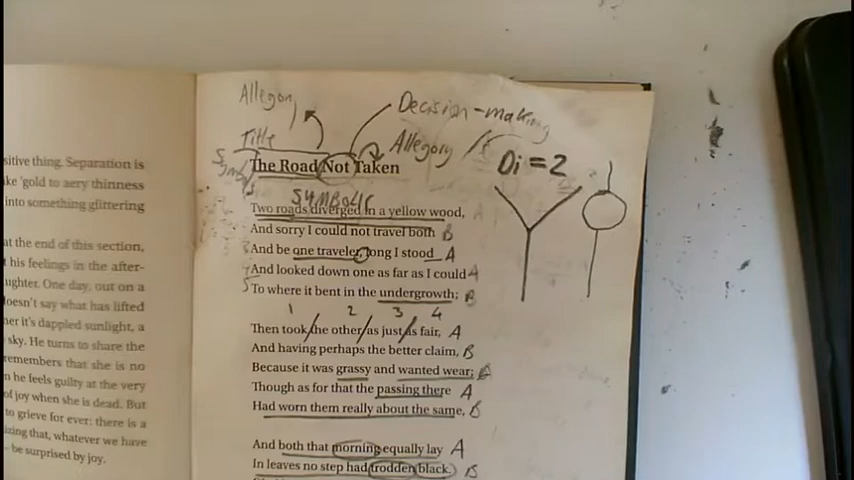 sitive thing. Separation is
ke 'gold to aery thinness
into something glittering
at the end of this section,
his feelings in the after-
ughter. One day, out on a
doesn't say what has lifted
her it's dappled sunlight, a
sky. He turns to share the
remembers that she is no
n he feels guilty at the very
of joy when she is dead. But
to grieve for ever: there is a
izing that, whatever we have
– be surprised by joy.
Allegory
Decision-making
Title
Allegory
Di = 2
The Road Not Taken
SYMBOLIC
Two roads diverged in a yellow wood, A
And sorry I could not travel both B
3 And be one traveler, long I stood A
4 And looked down one as far as I could A
5 To where it bent in the undergrowth; B
1 2 3 4
Then took/the other/as just/as fair, A
And having perhaps the better claim, B
Because it was grassy and wanted wear; A
Though as for that the passing there A
Had worn them really about the same, B
And both that morning equally lay A
In leaves no step had trodden black. B